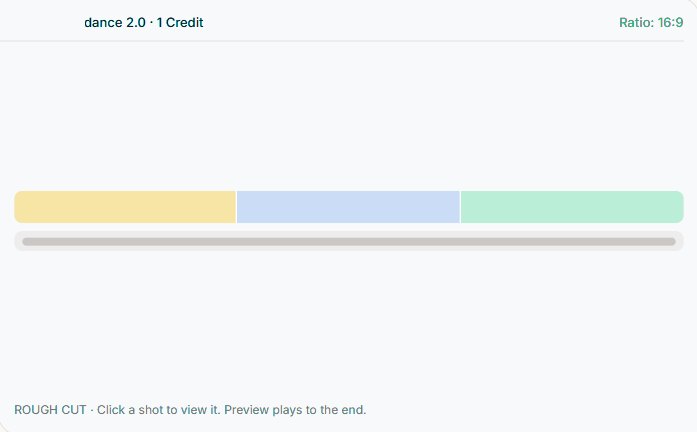 dance 2.0 · 1 Credit
Ratio: 16:9
ROUGH CUT · Click a shot to view it. Preview plays to the end.